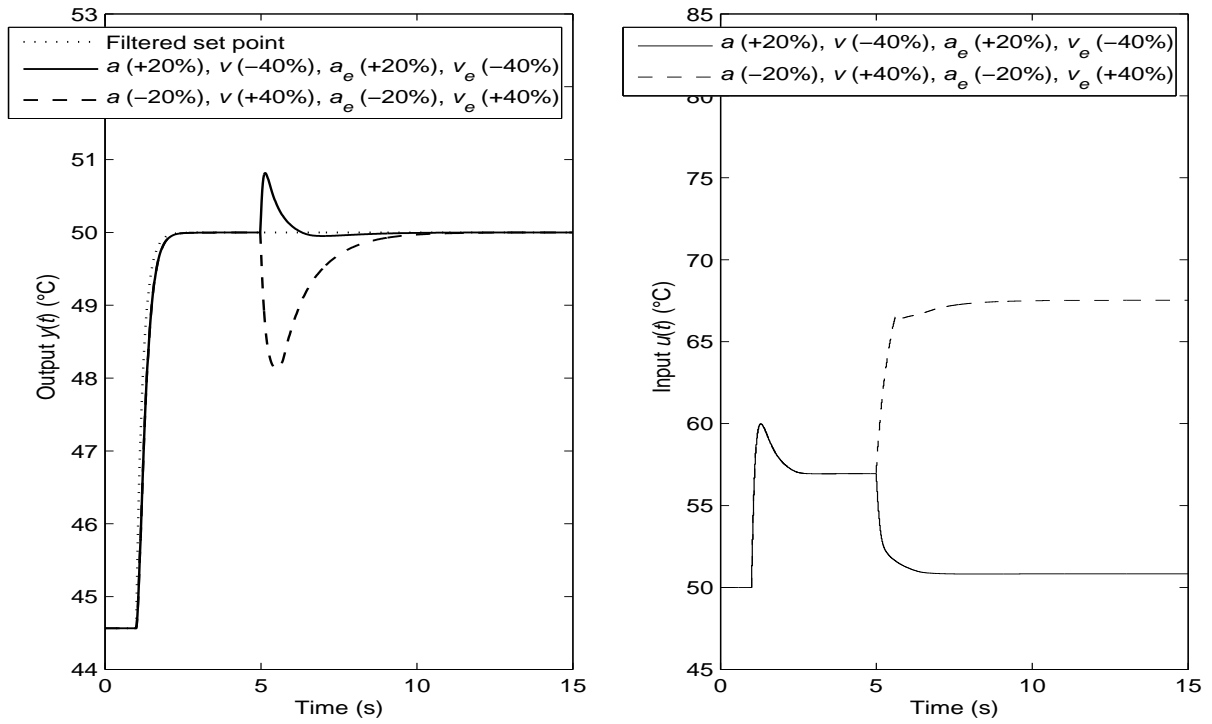 53
Filtered set point
a (+20%), v (−40%), a_e (+20%), v_e (−40%)
a (−20%), v (+40%), a_e (−20%), v_e (+40%)
51
50
49
48
47
46
45
44
Output y(t) (°C)
0 5 10 15
Time (s)
85
a (+20%), v (−40%), a_e (+20%), v_e (−40%)
a (−20%), v (+40%), a_e (−20%), v_e (+40%)
80
75
70
65
60
55
50
45
Input u(t) (°C)
0 5 10 15
Time (s)